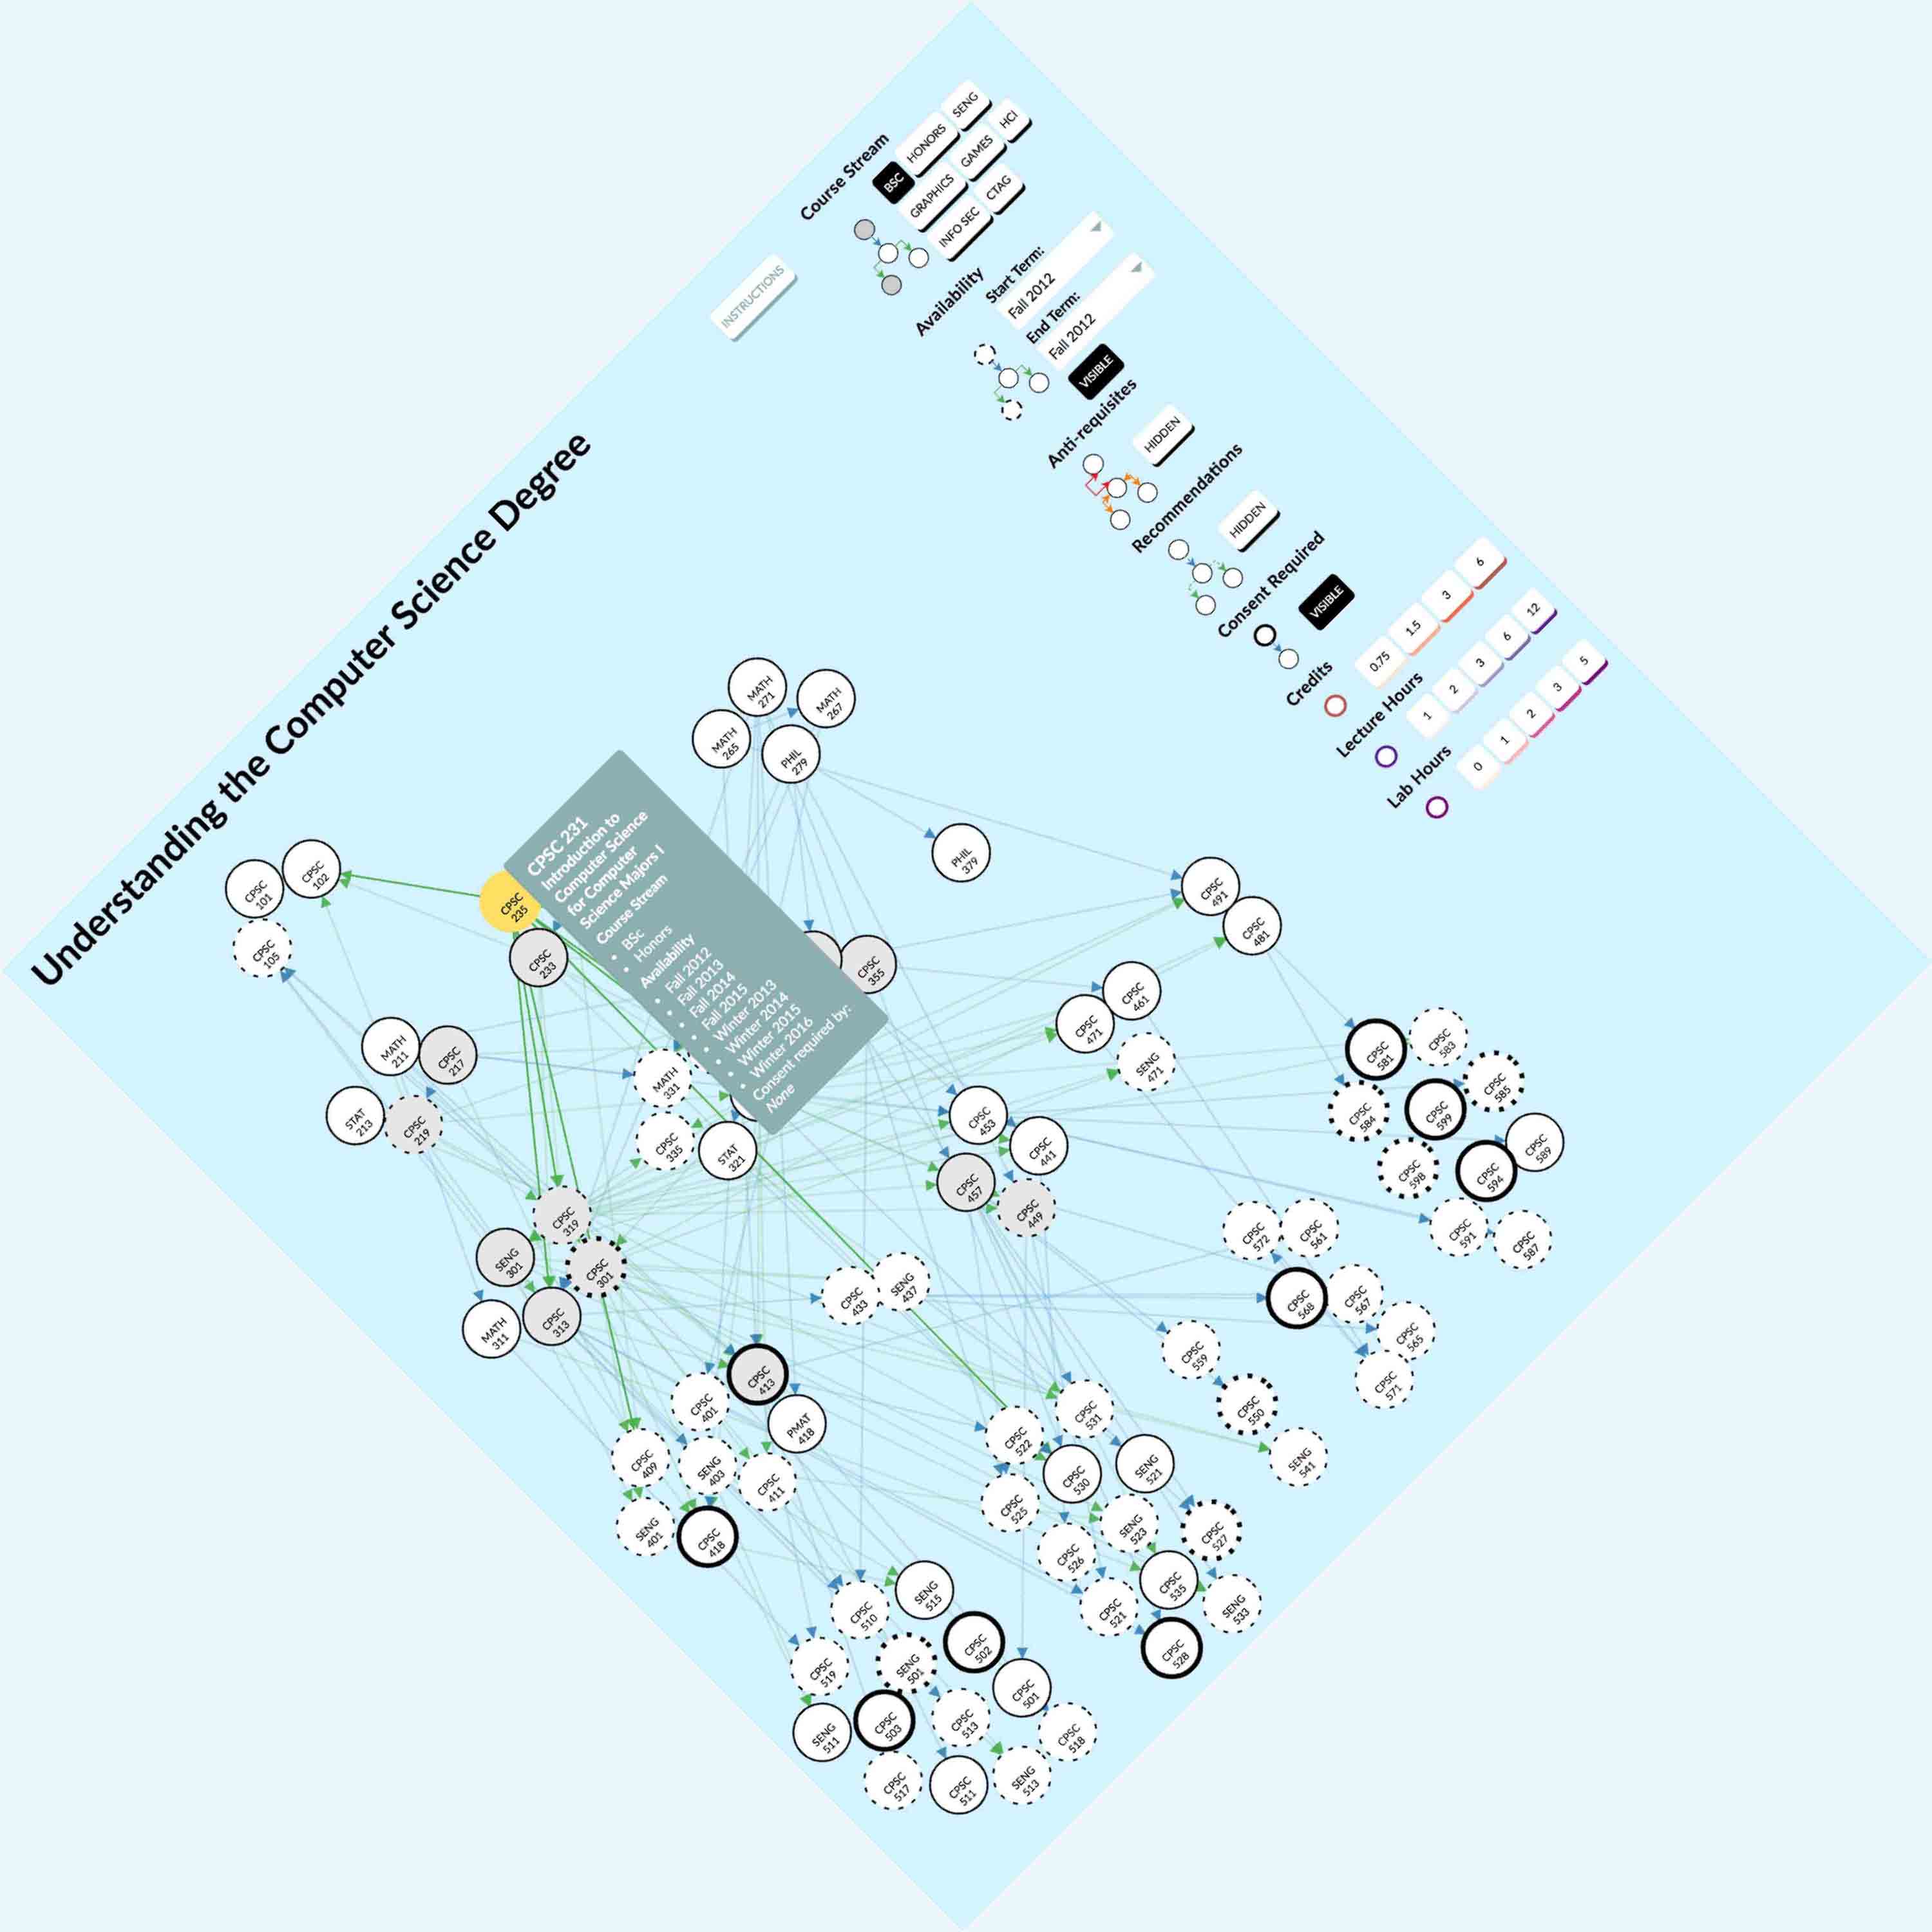 Understanding the Computer Science Degree
INSTRUCTIONS
Course Stream
BSC
HONORS
SENG
GRAPHICS
GAMES
HCI
INFO SEC
CTAG
Availability
Start Term:
Fall 2012
End Term:
Fall 2012
VISIBLE
Anti-requisites
HIDDEN
Recommendations
HIDDEN
Consent Required
VISIBLE
Credits
0.75
1.5
3
6
Lecture Hours
1
2
3
6
12
Lab Hours
0
1
2
3
5
CPSC 231
Introduction to
Computer Science
for Computer
Science Majors I
Course Stream
• BSc
• Honors
Availability
• Fall 2012
• Fall 2013
• Fall 2014
• Fall 2015
• Winter 2013
• Winter 2014
• Winter 2015
• Winter 2016
Consent required by:
None
CPSC
101
CPSC
102
CPSC
105
CPSC
235
CPSC
233
MATH
271
MATH
267
MATH
265
PHIL
279
MATH
211
CPSC
217
STAT
213
CPSC
219
PHIL
379
CPSC
355
MATH
331
CPSC
335
STAT
321
CPSC
319
SENG
301
CPSC
301
MATH
311
CPSC
313
CPSC
491
CPSC
481
CPSC
461
CPSC
471
SENG
471
CPSC
453
CPSC
441
CPSC
457
CPSC
449
CPSC
433
SENG
437
CPSC
413
CPSC
401
PMAT
418
CPSC
409
SENG
403
CPSC
411
SENG
401
CPSC
418
CPSC
581
CPSC
583
CPSC
585
CPSC
584
CPSC
599
CPSC
589
CPSC
598
CPSC
594
CPSC
591
CPSC
587
CPSC
572
CPSC
561
CPSC
568
CPSC
567
CPSC
565
CPSC
571
CPSC
559
CPSC
550
SENG
541
CPSC
531
CPSC
522
CPSC
530
SENG
521
CPSC
525
SENG
523
CPSC
527
CPSC
526
CPSC
535
CPSC
521
SENG
533
CPSC
528
SENG
515
CPSC
510
CPSC
502
CPSC
519
SENG
501
CPSC
501
SENG
511
CPSC
503
CPSC
513
CPSC
518
CPSC
517
CPSC
511
SENG
513